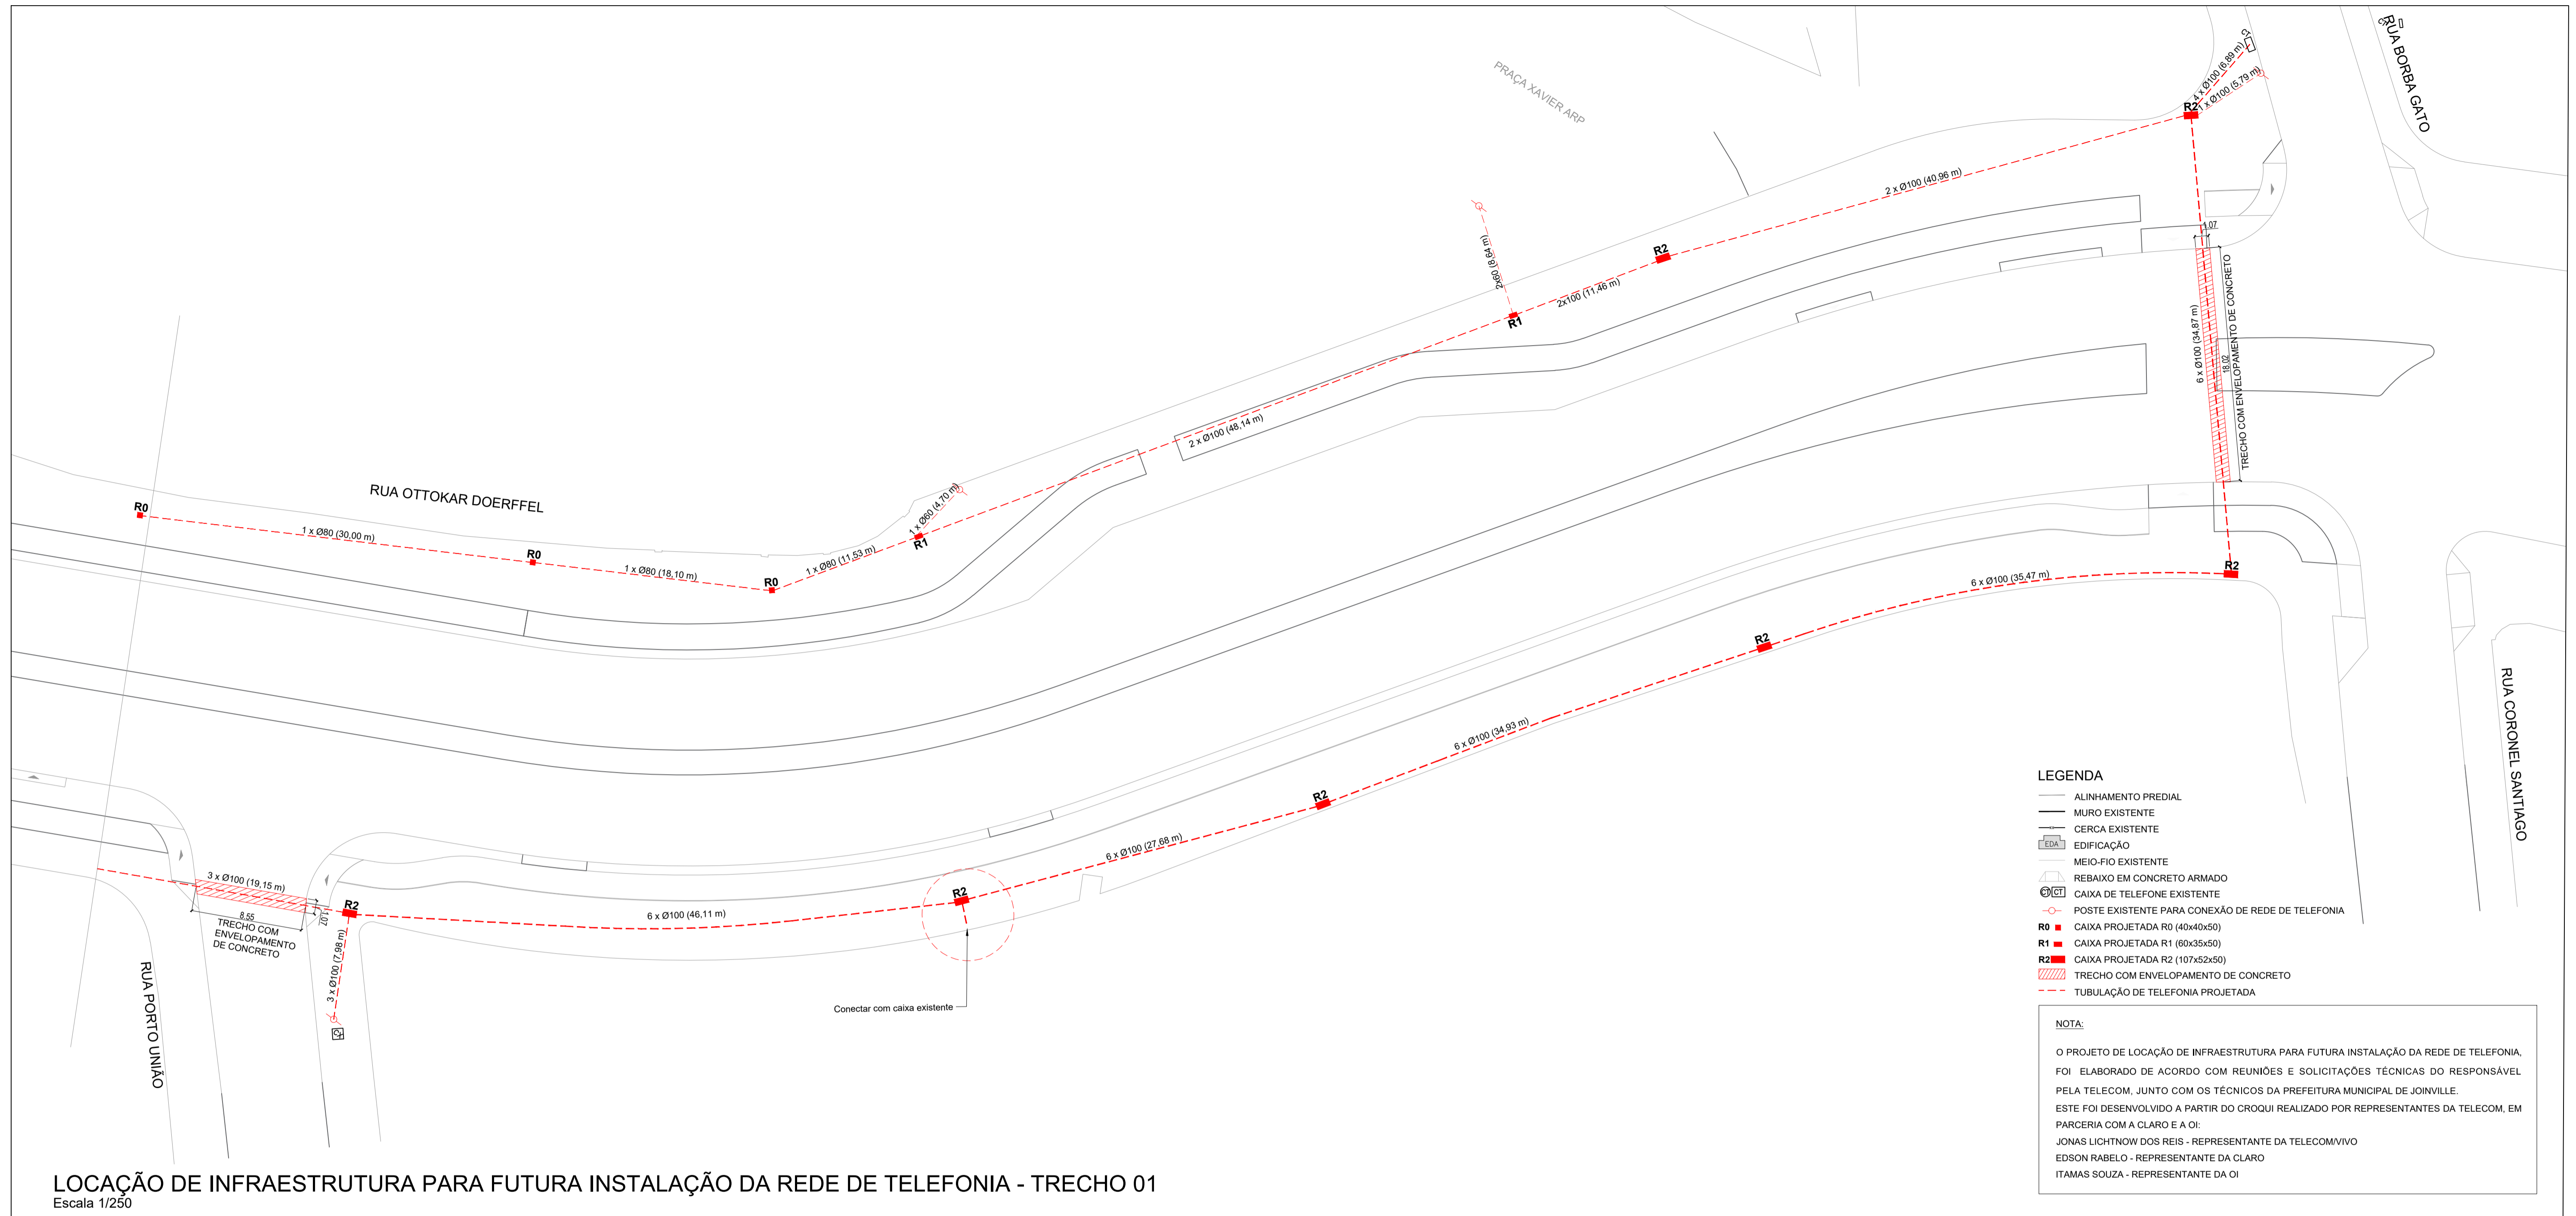 RUA BORBA GATO
CT
CT
PRAÇA XAVIER ARP
4 x Ø100 (6,89 m)
1 x Ø100 (5,79 m)
R2
2 x Ø100 (40,96 m)
R2
2x60 (8,64 m)
2x100 (11,46 m)
R1
1.07
6 x Ø100 (34,87 m)
18.02
TRECHO COM ENVELOPAMENTO DE CONCRETO
2 x Ø100 (48,14 m)
RUA OTTOKAR DOERFFEL
R0
1 x Ø80 (30,00 m)
R0
1 x Ø80 (18,10 m)
R0
1 x Ø80 (11,53 m)
1 x Ø60 (4,70 m)
R1
R2
6 x Ø100 (35,47 m)
R2
6 x Ø100 (34,93 m)
R2
6 x Ø100 (27,68 m)
R2
6 x Ø100 (46,11 m)
R2
3 x Ø100 (19,15 m)
8.55
1.07
TRECHO COM
ENVELOPAMENTO
DE CONCRETO
3 x Ø100 (7,98 m)
Conectar com caixa existente
RUA PORTO UNIÃO
RUA CORONEL SANTIAGO
LEGENDA
ALINHAMENTO PREDIAL
MURO EXISTENTE
CERCA EXISTENTE
EDA EDIFICAÇÃO
MEIO-FIO EXISTENTE
REBAIXO EM CONCRETO ARMADO
CT CT CAIXA DE TELEFONE EXISTENTE
POSTE EXISTENTE PARA CONEXÃO DE REDE DE TELEFONIA
R0 CAIXA PROJETADA R0 (40x40x50)
R1 CAIXA PROJETADA R1 (60x35x50)
R2 CAIXA PROJETADA R2 (107x52x50)
TRECHO COM ENVELOPAMENTO DE CONCRETO
TUBULAÇÃO DE TELEFONIA PROJETADA
NOTA:
O PROJETO DE LOCAÇÃO DE INFRAESTRUTURA PARA FUTURA INSTALAÇÃO DA REDE DE TELEFONIA,
FOI ELABORADO DE ACORDO COM REUNIÕES E SOLICITAÇÕES TÉCNICAS DO RESPONSÁVEL
PELA TELECOM, JUNTO COM OS TÉCNICOS DA PREFEITURA MUNICIPAL DE JOINVILLE.
ESTE FOI DESENVOLVIDO A PARTIR DO CROQUI REALIZADO POR REPRESENTANTES DA TELECOM, EM
PARCERIA COM A CLARO E A OI:
JONAS LICHTNOW DOS REIS - REPRESENTANTE DA TELECOM/VIVO
EDSON RABELO - REPRESENTANTE DA CLARO
ITAMAS SOUZA - REPRESENTANTE DA OI
LOCAÇÃO DE INFRAESTRUTURA PARA FUTURA INSTALAÇÃO DA REDE DE TELEFONIA - TRECHO 01
Escala 1/250